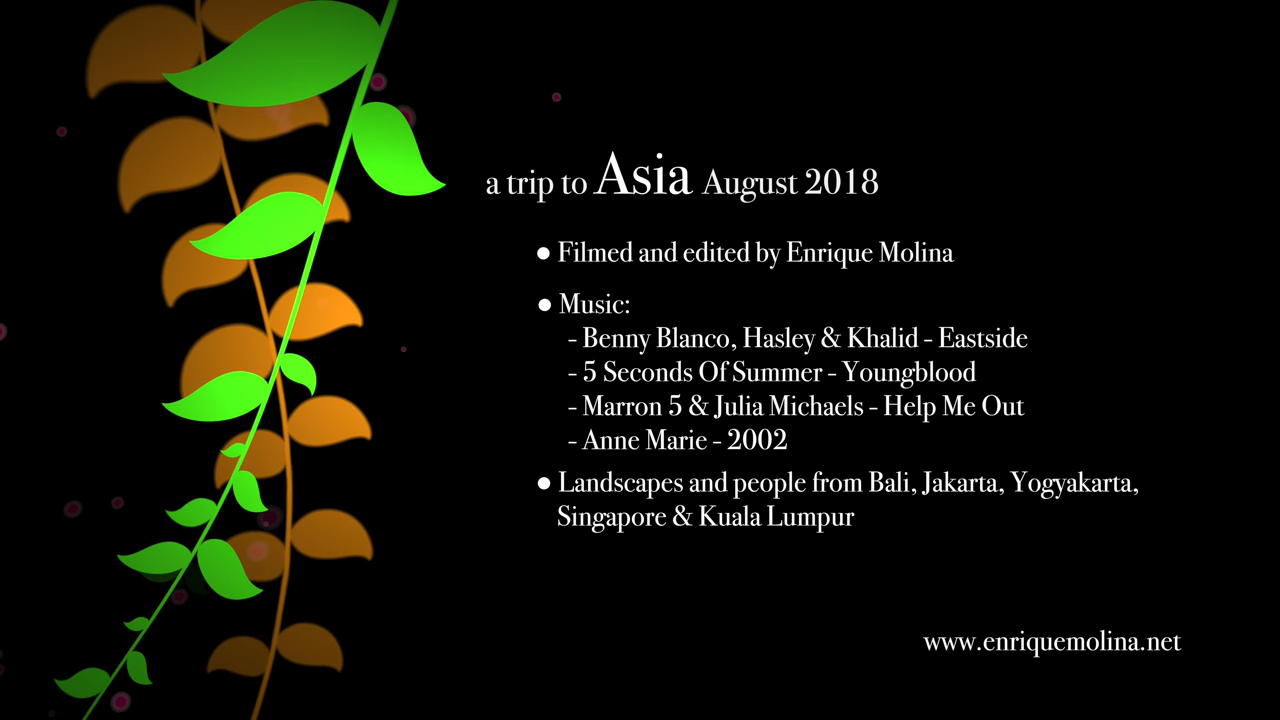 a trip to Asia August 2018
● Filmed and edited by Enrique Molina
● Music:
- Benny Blanco, Hasley & Khalid - Eastside
- 5 Seconds Of Summer - Youngblood
- Marron 5 & Julia Michaels - Help Me Out
- Anne Marie - 2002
● Landscapes and people from Bali, Jakarta, Yogyakarta,
Singapore & Kuala Lumpur
www.enriquemolina.net